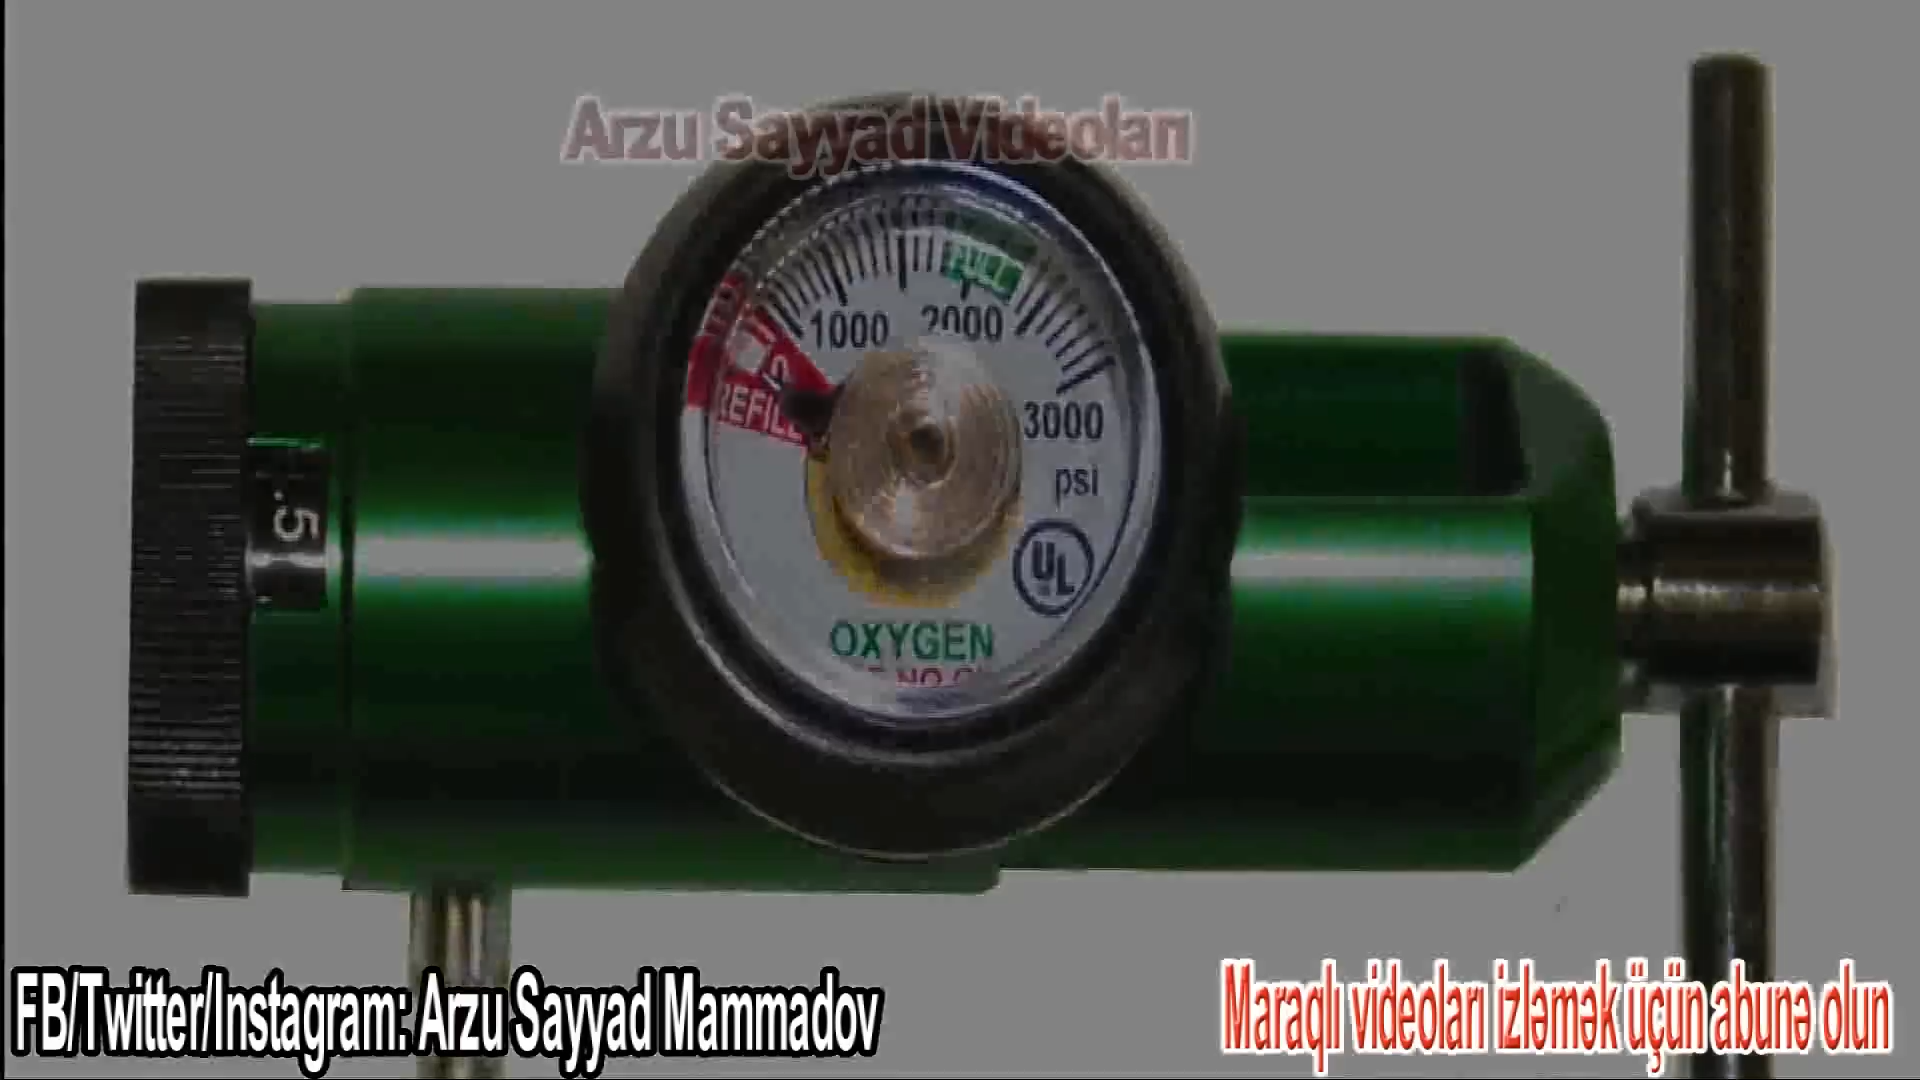 Arzu Sayyad Videoları
FULL
1000 2000
REFILL
3000
psi
.5
UL
OXYGEN
NO
FB/Twitter/Instagram: Arzu Sayyad Mammadov
Maraqlı videoları izləmək üçün abunə olun